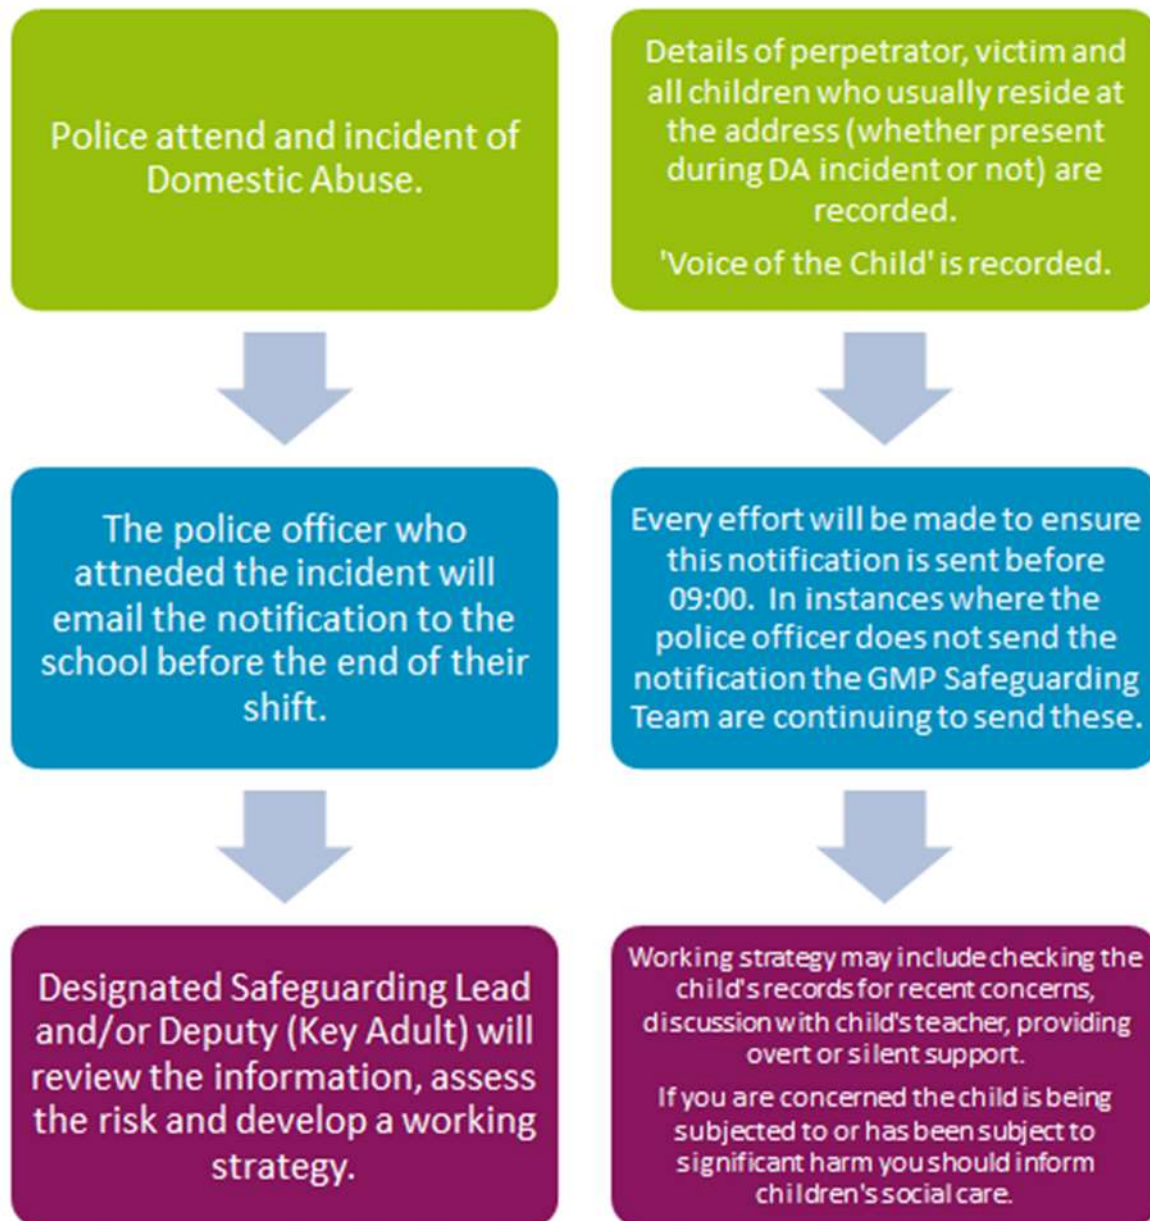 Police attend and incident of
Domestic Abuse.
Details of perpetrator, victim and
all children who usually reside at
the address (whether present
during DA incident or not) are
recorded.
'Voice of the Child' is recorded.
The police officer who
attneded the incident will
email the notification to the
school before the end of their
shift.
Every effort will be made to ensure
this notification is sent before
09:00. In instances where the
police officer does not send the
notification the GMP Safeguarding
Team are continuing to send these.
Designated Safeguarding Lead
and/or Deputy (Key Adult) will
review the information, assess
the risk and develop a working
strategy.
Working strategy may include checking the
child's records for recent concerns,
discussion with child's teacher, providing
overt or silent support.
If you are concerned the child is being
subjected to or has been subject to
significant harm you should inform
children's social care.